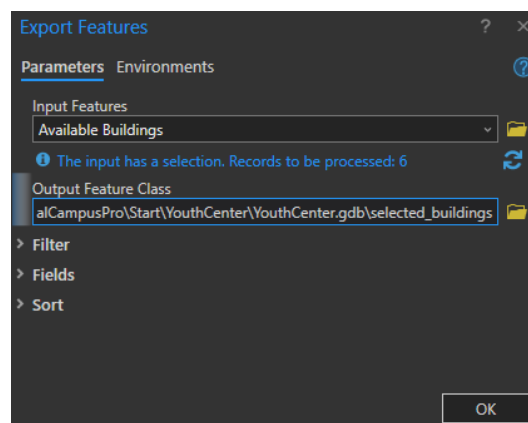 Export Features ? ×
Parameters Environments ?
Input Features
Available Buildings
The input has a selection. Records to be processed: 6
Output Feature Class
alCampusPro\Start\YouthCenter\YouthCenter.gdb\selected_buildings
Filter
Fields
Sort
OK